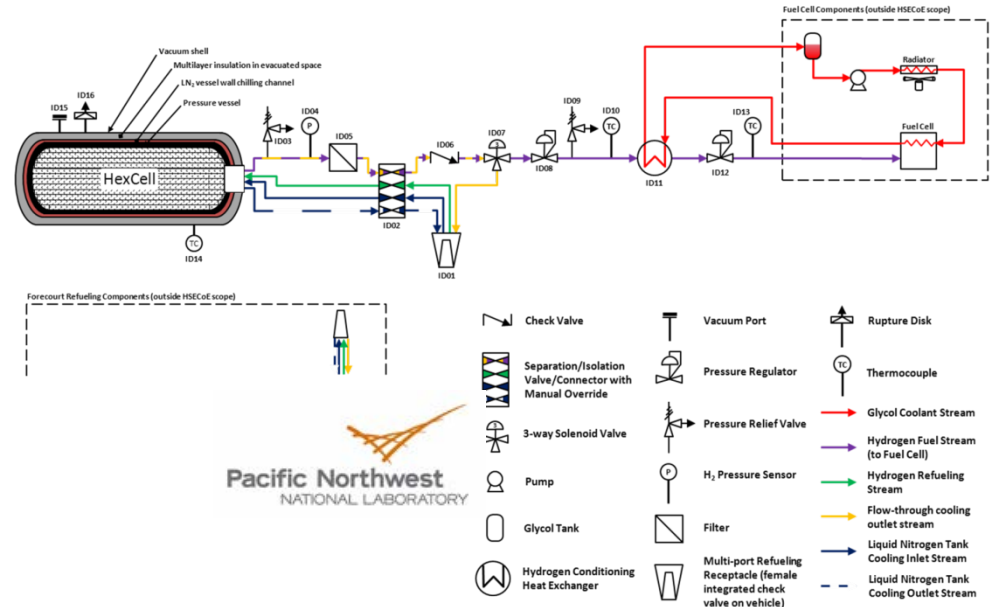 Fuel Cell Components (outside HSECoE scope)
Vacuum shell
Multilayer insulation in evacuated space
LN₂ vessel wall chilling channel
Pressure vessel
ID16
ID15
ID04
P
ID03
ID05
ID06
ID07
3
ID08
ID09
ID10
TC
ID11
ID13
TC
ID12
Radiator
Fuel Cell
HexCell
ID02
ID01
TC
ID14
Forecourt Refueling Components (outside HSECoE scope)
Check Valve
Separation/Isolation
Valve/Connector with
Manual Override
3
3-way Solenoid Valve
Pump
Glycol Tank
Hydrogen Conditioning
Heat Exchanger
Vacuum Port
Pressure Regulator
Pressure Relief Valve
P
H₂ Pressure Sensor
Filter
Multi-port Refueling
Receptacle (female
integrated check
valve on vehicle)
Rupture Disk
TC
Thermocouple
Glycol Coolant Stream
Hydrogen Fuel Stream
(to Fuel Cell)
Hydrogen Refueling
Stream
Flow-through cooling
outlet stream
Liquid Nitrogen Tank
Cooling Inlet Stream
Liquid Nitrogen Tank
Cooling Outlet Stream
Pacific Northwest
NATIONAL LABORATORY